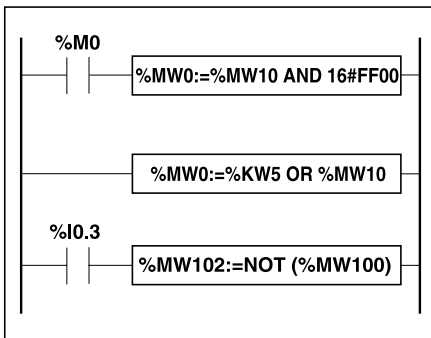 %M0
%MW0:=%MW10 AND 16#FF00
%MW0:=%KW5 OR %MW10
%I0.3
%MW102:=NOT (%MW100)